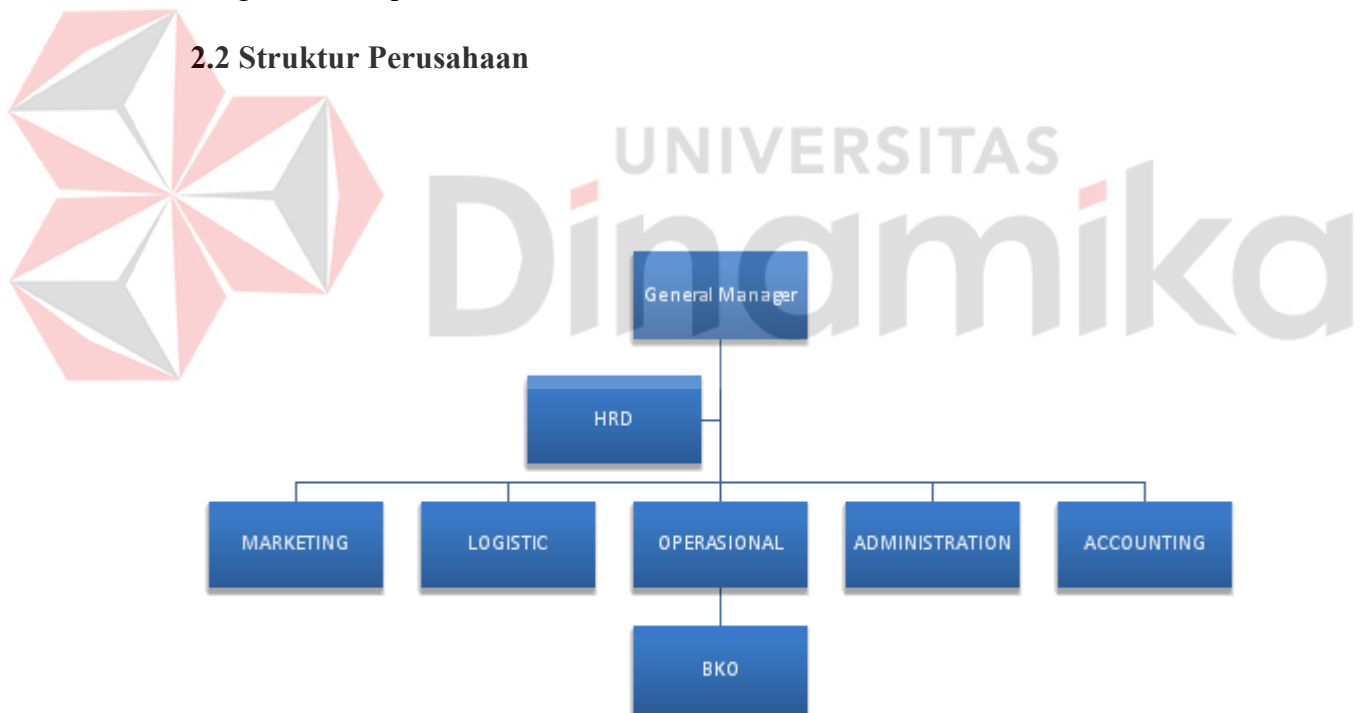 2.2 Struktur Perusahaan
UNIVERSITAS
Dinamika
General Manager
HRD
MARKETING
LOGISTIC
OPERASIONAL
ADMINISTRATION
ACCOUNTING
BKO